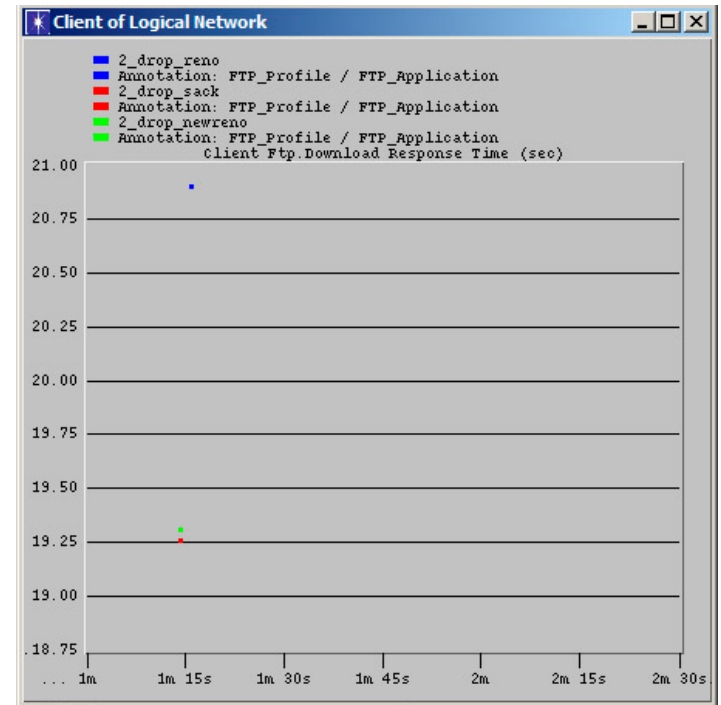 Client of Logical Network
2_drop_reno
Annotation: FTP_Profile / FTP_Application
2_drop_sack
Annotation: FTP_Profile / FTP_Application
2_drop_newreno
Annotation: FTP_Profile / FTP_Application
Client Ftp.Download Response Time (sec)
21.00
20.75
20.50
20.25
20.00
19.75
19.50
19.25
19.00
.18.75
... 1m 1m 15s 1m 30s 1m 45s 2m 2m 15s 2m 30s.